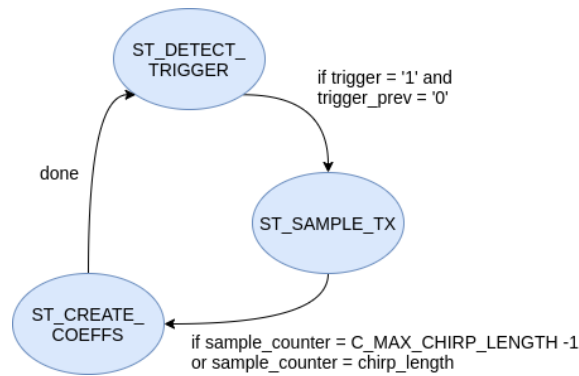 ST_DETECT_
TRIGGER
if trigger = '1' and
trigger_prev = '0'
done
ST_SAMPLE_TX
ST_CREATE_
COEFFS
if sample_counter = C_MAX_CHIRP_LENGTH -1
or sample_counter = chirp_length